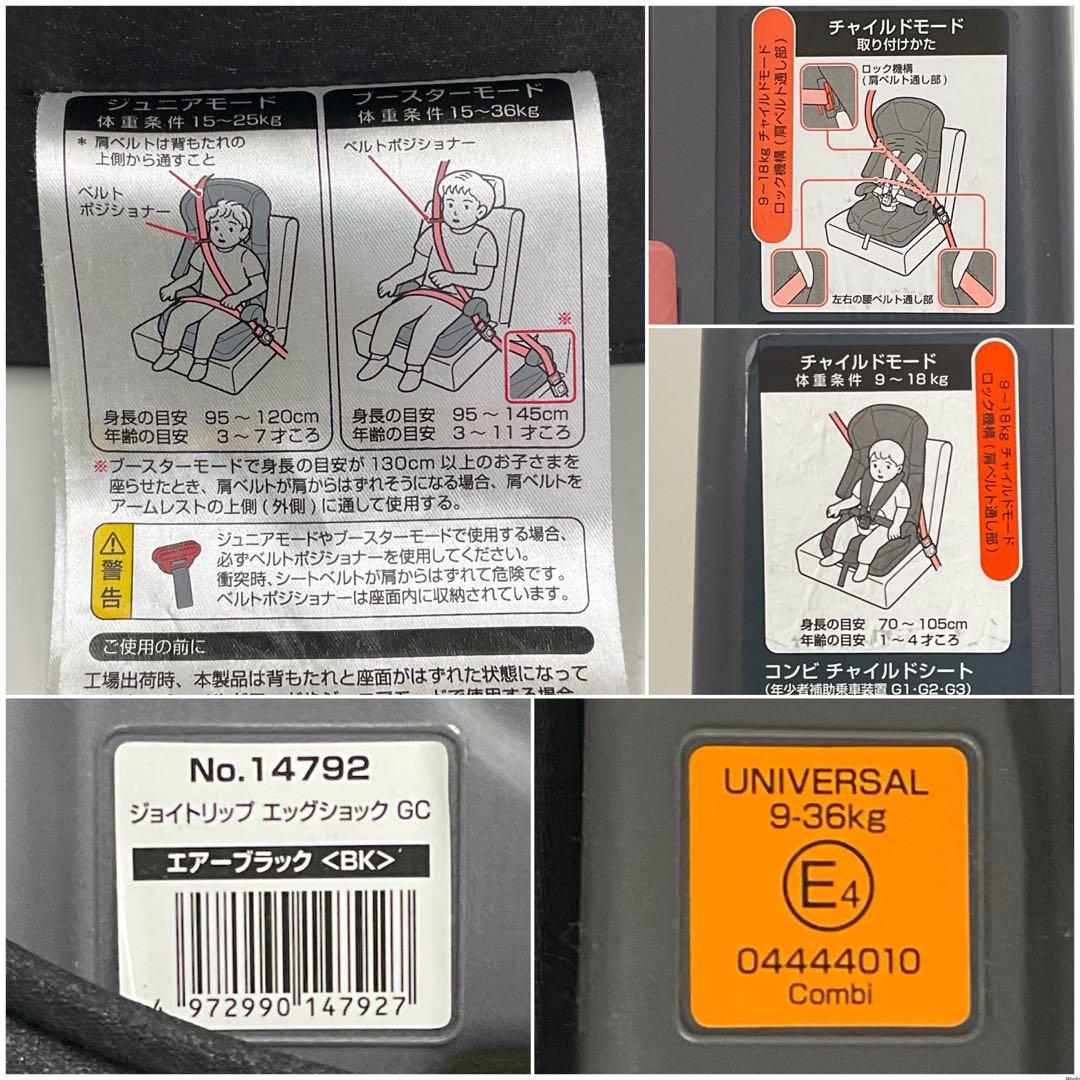 ジュニアモード
体重条件 15～25kg
* 肩ベルトは背もたれの
上側から通すこと
ベルト
ポジショナー
身長の目安 95～120cm
年齢の目安 3～7才ころ
ブースターモード
体重条件 15～36kg
ベルトポジショナー
※
身長の目安 95～145cm
年齢の目安 3～11才ころ
※ブースターモードで身長の目安が130cm以上のお子さまを
座らせたとき、肩ベルトが肩からはずれそうになる場合、肩ベルトを
アームレストの上側(外側)に通して使用する。
警告
ジュニアモードやブースターモードで使用する場合、
必ずベルトポジショナーを使用してください。
衝突時、シートベルトが肩からはずれて危険です。
ベルトポジショナーは座面内に収納されています。
ご使用の前に
工場出荷時、本製品は背もたれと座面がはずれた状態になって
9～18kg チャイルドモード
ロック機構(肩ベルト通し部)
チャイルドモード
取り付けかた
ロック機構
(肩ベルト通し部)
左右の腰ベルト通し部
チャイルドモード
体重条件 9～18kg
9～18kg チャイルドモード
ロック機構(肩ベルト通し部)
身長の目安 70～105cm
年齢の目安 1～4才ころ
コンビ チャイルドシート
(年少者補助乗車装置 G1・G2・G3)
No.14792
ジョイトリップ エッグショック GC
エアーブラック <BK>
4 972990 147927
UNIVERSAL
9-36kg
E4
04444010
Combi